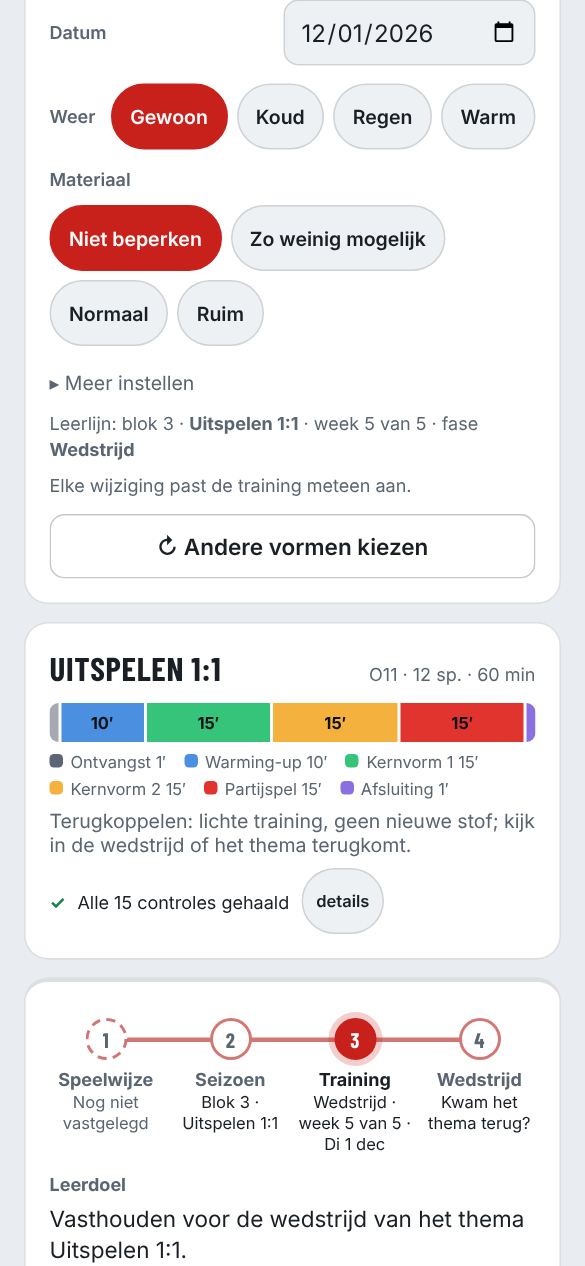 Datum
12/01/2026
Weer
Gewoon
Koud
Regen
Warm
Materiaal
Niet beperken
Zo weinig mogelijk
Normaal
Ruim
▸ Meer instellen
Leerlijn: blok 3 · Uitspelen 1:1 · week 5 van 5 · fase
Wedstrijd
Elke wijziging past de training meteen aan.
↻ Andere vormen kiezen
UITSPELEN 1:1
O11 · 12 sp. · 60 min
10′
15′
15′
15′
Ontvangst 1′
Warming-up 10′
Kernvorm 1 15′
Kernvorm 2 15′
Partijspel 15′
Afsluiting 1′
Terugkoppelen: lichte training, geen nieuwe stof; kijk
in de wedstrijd of het thema terugkomt.
✓ Alle 15 controles gehaald
details
1
2
3
4
Speelwijze
Nog niet
vastgelegd
Seizoen
Blok 3 ·
Uitspelen 1:1
Training
Wedstrijd ·
week 5 van 5 ·
Di 1 dec
Wedstrijd
Kwam het
thema terug?
Leerdoel
Vasthouden voor de wedstrijd van het thema
Uitspelen 1:1.